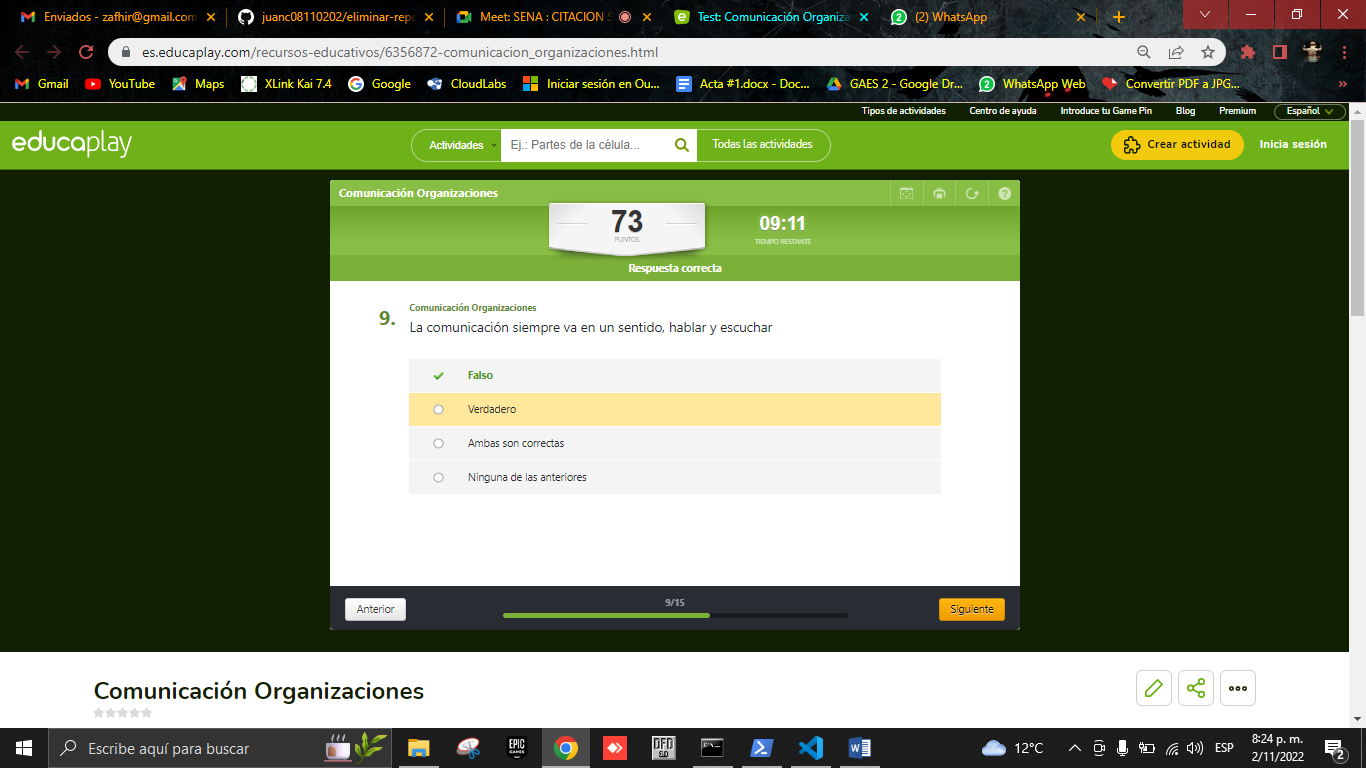 Enviados - zafhir@gmail.com
juanc08110202/eliminar-repo
Meet: SENA : CITACION S
Test: Comunicación Organiza
(2) WhatsApp
es.educaplay.com/recursos-educativos/6356872-comunicacion_organizaciones.html
Gmail
YouTube
Maps
XLink Kai 7.4
Google
CloudLabs
Iniciar sesión en Ou...
Acta #1.docx - Doc...
GAES 2 - Google Dr...
WhatsApp Web
Convertir PDF a JPG...
»
Tipos de actividades
Centro de ayuda
Introduce tu Game Pin
Blog
Premium
Español
educaplay
Actividades
Ej.: Partes de la célula...
Todas las actividades
Crear actividad
Inicia sesión
Comunicación Organizaciones
73
PUNTOS
09:11
TIEMPO RESTANTE
Respuesta correcta
9.
Comunicación Organizaciones
La comunicación siempre va en un sentido, hablar y escuchar
Falso
Verdadero
Ambas son correctas
Ninguna de las anteriores
Anterior
9/15
Siguiente
Comunicación Organizaciones
Escribe aquí para buscar
EPIC
GAMES
DFD
12°C
ESP
8:24 p. m.
2/11/2022
2